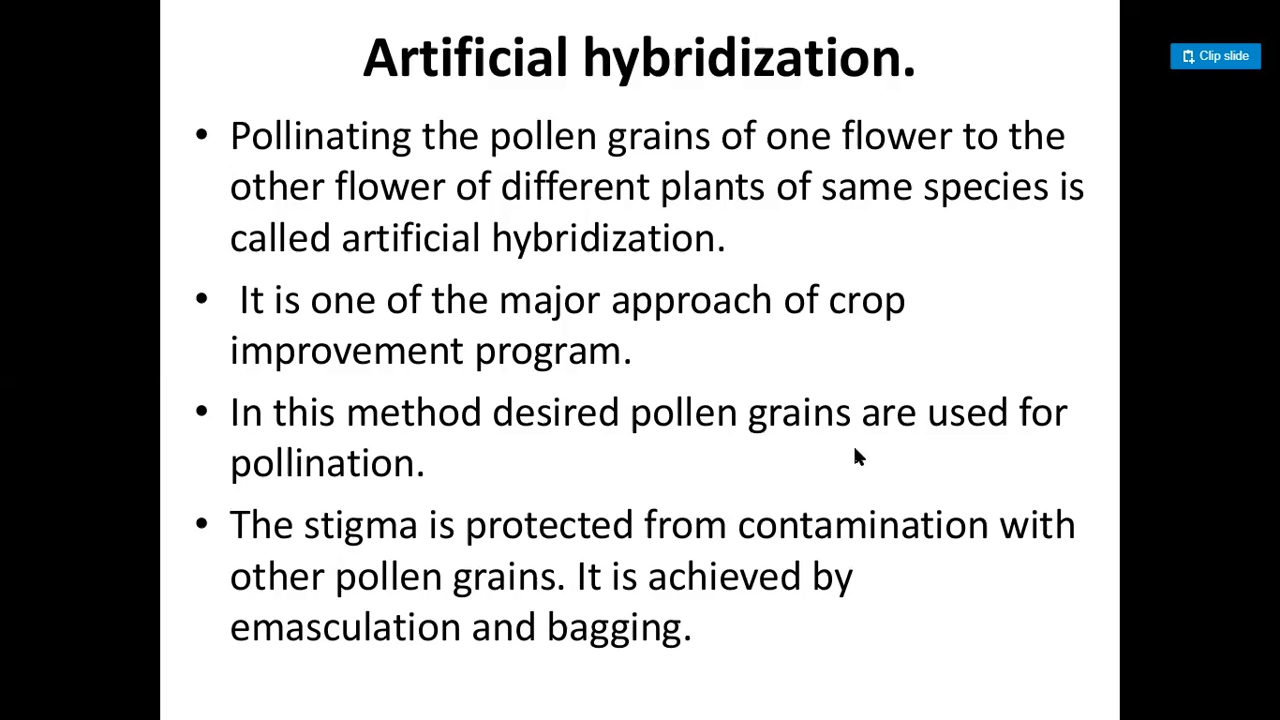 Artificial hybridization.
Clip slide
• Pollinating the pollen grains of one flower to the
other flower of different plants of same species is
called artificial hybridization.
• It is one of the major approach of crop
improvement program.
• In this method desired pollen grains are used for
pollination.
• The stigma is protected from contamination with
other pollen grains. It is achieved by
emasculation and bagging.